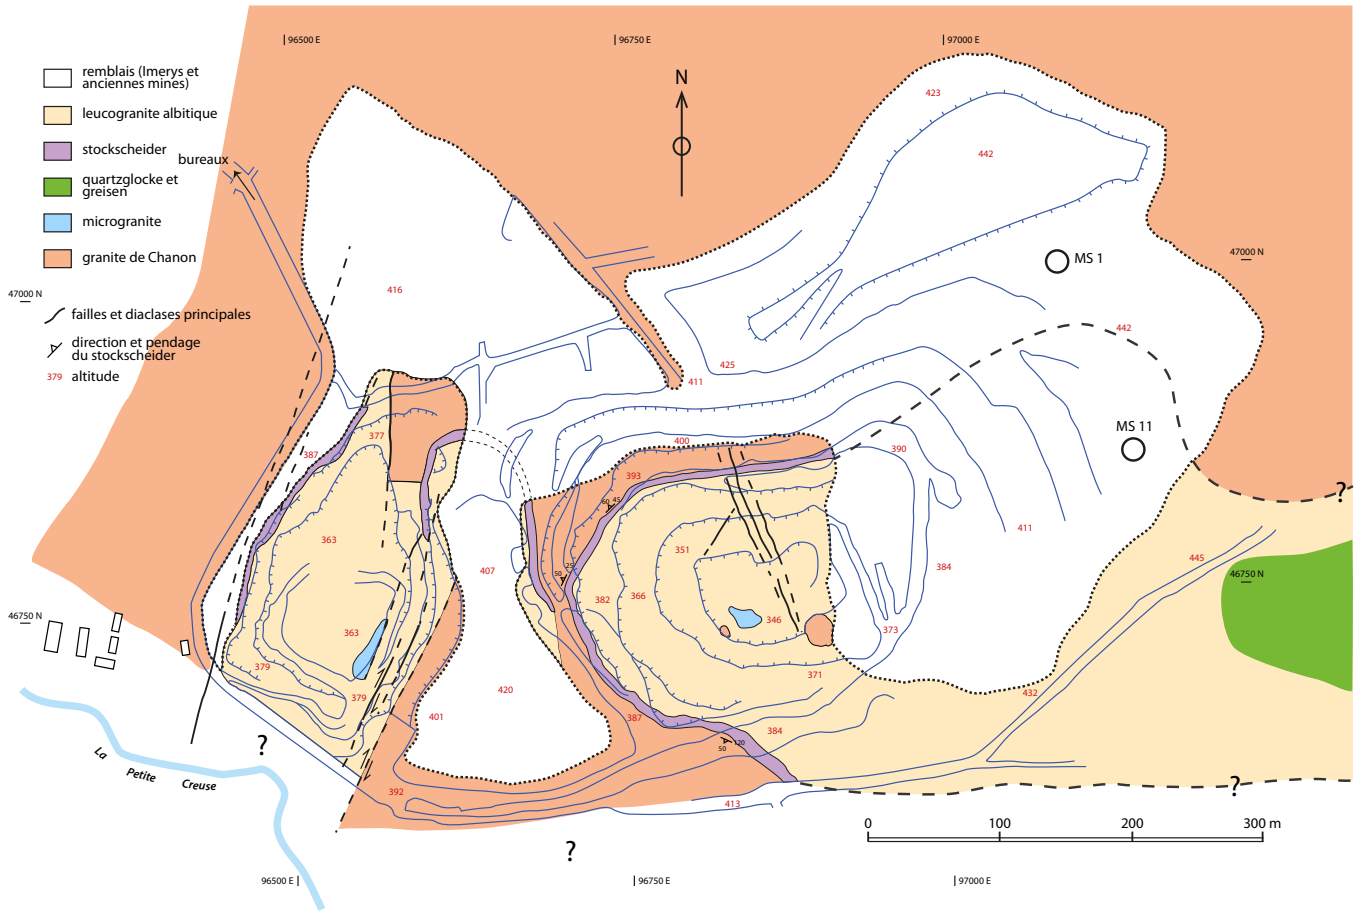 96500 E
96750 E
97000 E
N
remblais (Imerys et
anciennes mines)
leucogranite albitique
stockscheider
bureaux
quartzglocke et
greisen
microgranite
granite de Chanon
47000 N
failles et diaclases principales
direction et pendage
du stockscheider
379 altitude
46750 N
423
442
MS 1
47000 N
416
442
425
411
MS 11
377
387
400
393
390
60 45
411
363
351
407
50 25
384
445
?
46750 N
382
366
363
346
373
379
379
371
420
432
401
387
384
50 120
?
392
413
?
?
La
Petite
Creuse
0 100 200 300 m
96500 E
96750 E
97000 E